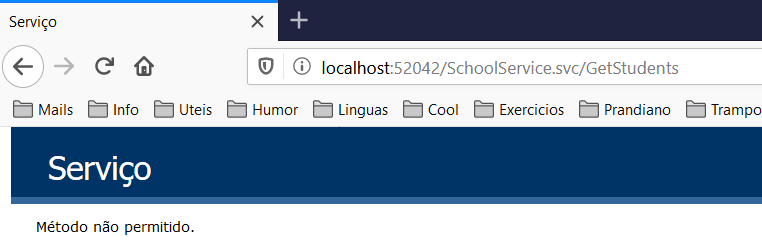 Serviço
localhost:52042/SchoolService.svc/GetStudents
Mails Info Uteis Humor Linguas Cool Exercicios Prandiano Trampo
Serviço
Método não permitido.